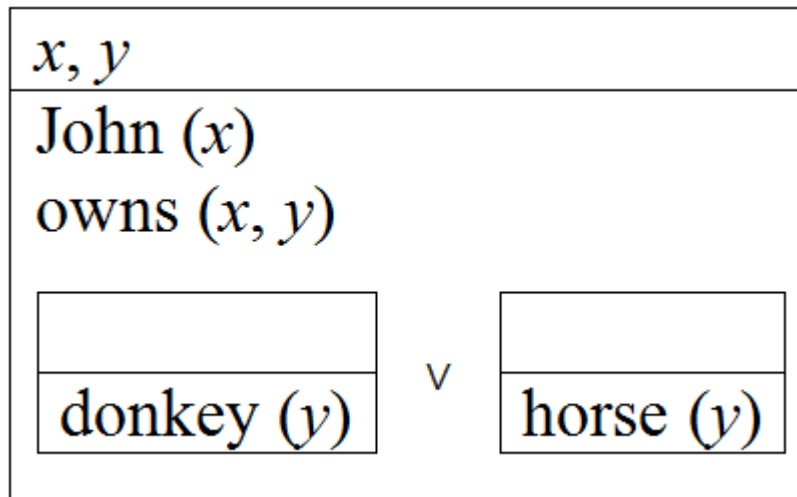 x, y
John (x)
owns (x, y)
donkey (y) ∨ horse (y)